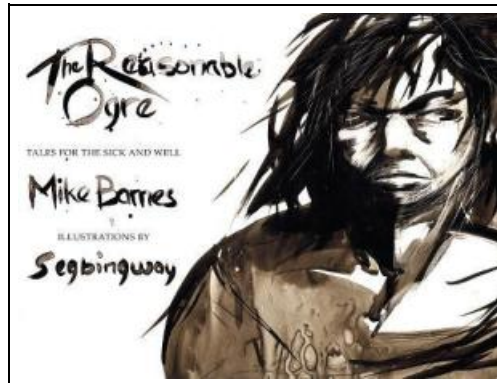 The Reasonable
Ogre
TALES FOR THE SICK AND WELL
Mike Barnes
ILLUSTRATIONS BY
Segbingway